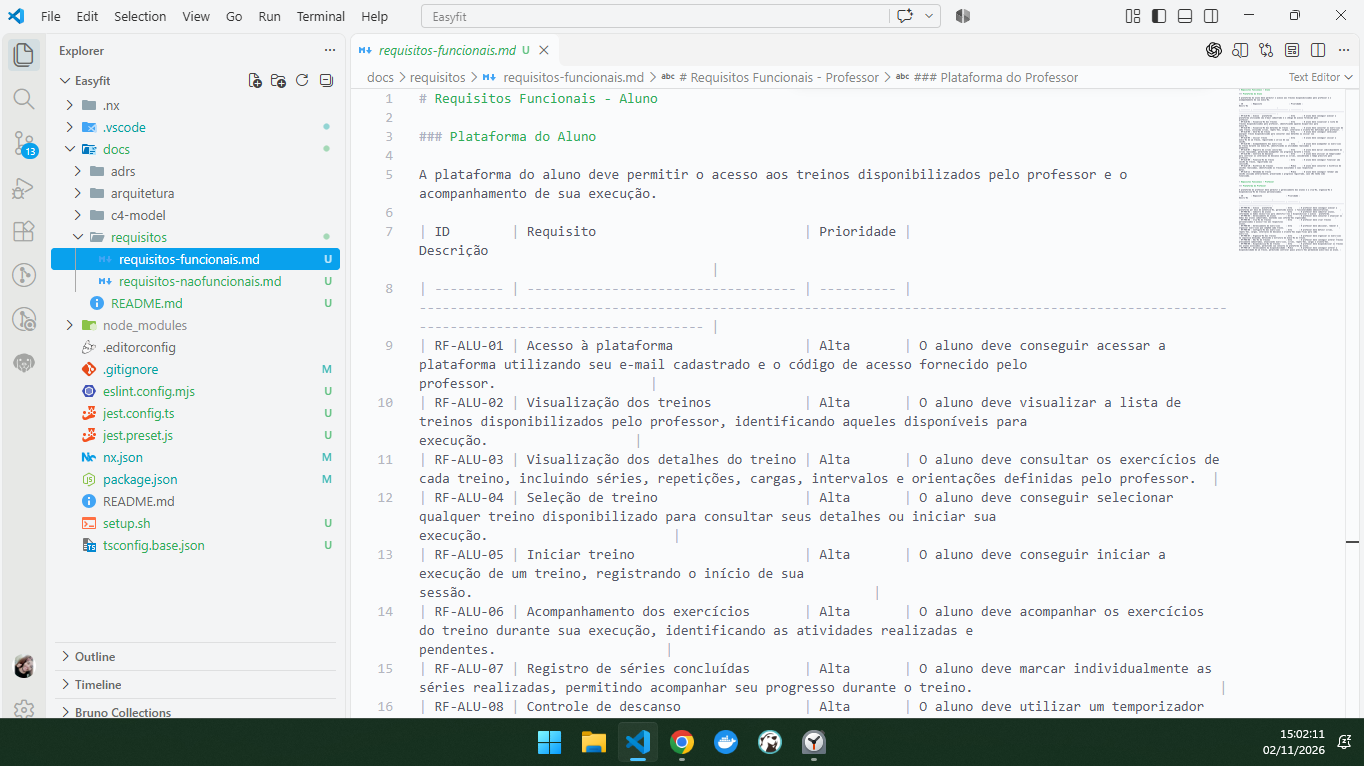 File Edit Selection View Go Run Terminal Help
Easyfit
Explorer
requisitos-funcionais.md U
Easyfit
docs > requisitos > requisitos-funcionais.md > # Requisitos Funcionais - Professor > ### Plataforma do Professor
Text Editor
.nx
.vscode
docs
adrs
arquitetura
c4-model
requisitos
requisitos-funcionais.md U
requisitos-naofuncionais.md U
README.md U
node_modules
.editorconfig
.gitignore M
eslint.config.mjs U
jest.config.ts U
jest.preset.js U
nx.json M
package.json M
README.md
setup.sh U
tsconfig.base.json U
13
Outline
Timeline
Bruno Collections
1 # Requisitos Funcionais - Aluno
2
3 ### Plataforma do Aluno
4
5 A plataforma do aluno deve permitir o acesso aos treinos disponibilizados pelo professor e o
acompanhamento de sua execução.
6
7 | ID | Requisito | Prioridade |
Descrição
|
8 | --------- | ----------------------------------- | ---------- |
---------------------------------------------------------------------------------------------------------
------------------------------------- |
9 | RF-ALU-01 | Acesso à plataforma | Alta | O aluno deve conseguir acessar a
plataforma utilizando seu e-mail cadastrado e o código de acesso fornecido pelo
professor. |
10 | RF-ALU-02 | Visualização dos treinos | Alta | O aluno deve visualizar a lista de
treinos disponibilizados pelo professor, identificando aqueles disponíveis para
execução. |
11 | RF-ALU-03 | Visualização dos detalhes do treino | Alta | O aluno deve consultar os exercícios de
cada treino, incluindo séries, repetições, cargas, intervalos e orientações definidas pelo professor. |
12 | RF-ALU-04 | Seleção de treino | Alta | O aluno deve conseguir selecionar
qualquer treino disponibilizado para consultar seus detalhes ou iniciar sua
execução. |
13 | RF-ALU-05 | Iniciar treino | Alta | O aluno deve conseguir iniciar a
execução de um treino, registrando o início de sua
sessão. |
14 | RF-ALU-06 | Acompanhamento dos exercícios | Alta | O aluno deve acompanhar os exercícios
do treino durante sua execução, identificando as atividades realizadas e
pendentes. |
15 | RF-ALU-07 | Registro de séries concluídas | Alta | O aluno deve marcar individualmente as
séries realizadas, permitindo acompanhar seu progresso durante o treino. |
16 | RF-ALU-08 | Controle de descanso | Alta | O aluno deve utilizar um temporizador
15:02:11
02/11/2026